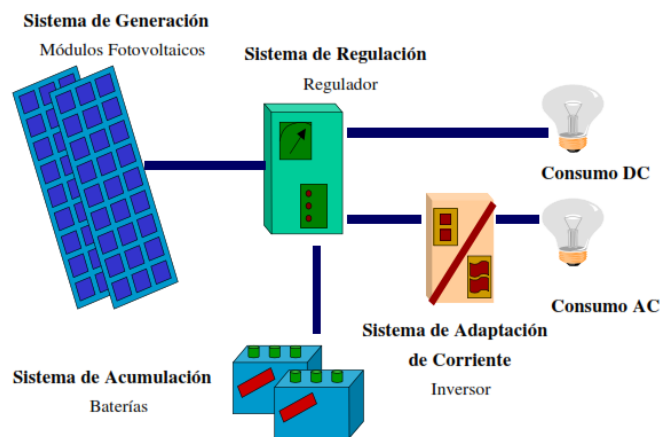 Sistema de Generación
Módulos Fotovoltaicos
Sistema de Regulación
Regulador
Consumo DC
Consumo AC
Sistema de Adaptación
de Corriente
Inversor
Sistema de Acumulación
Baterías